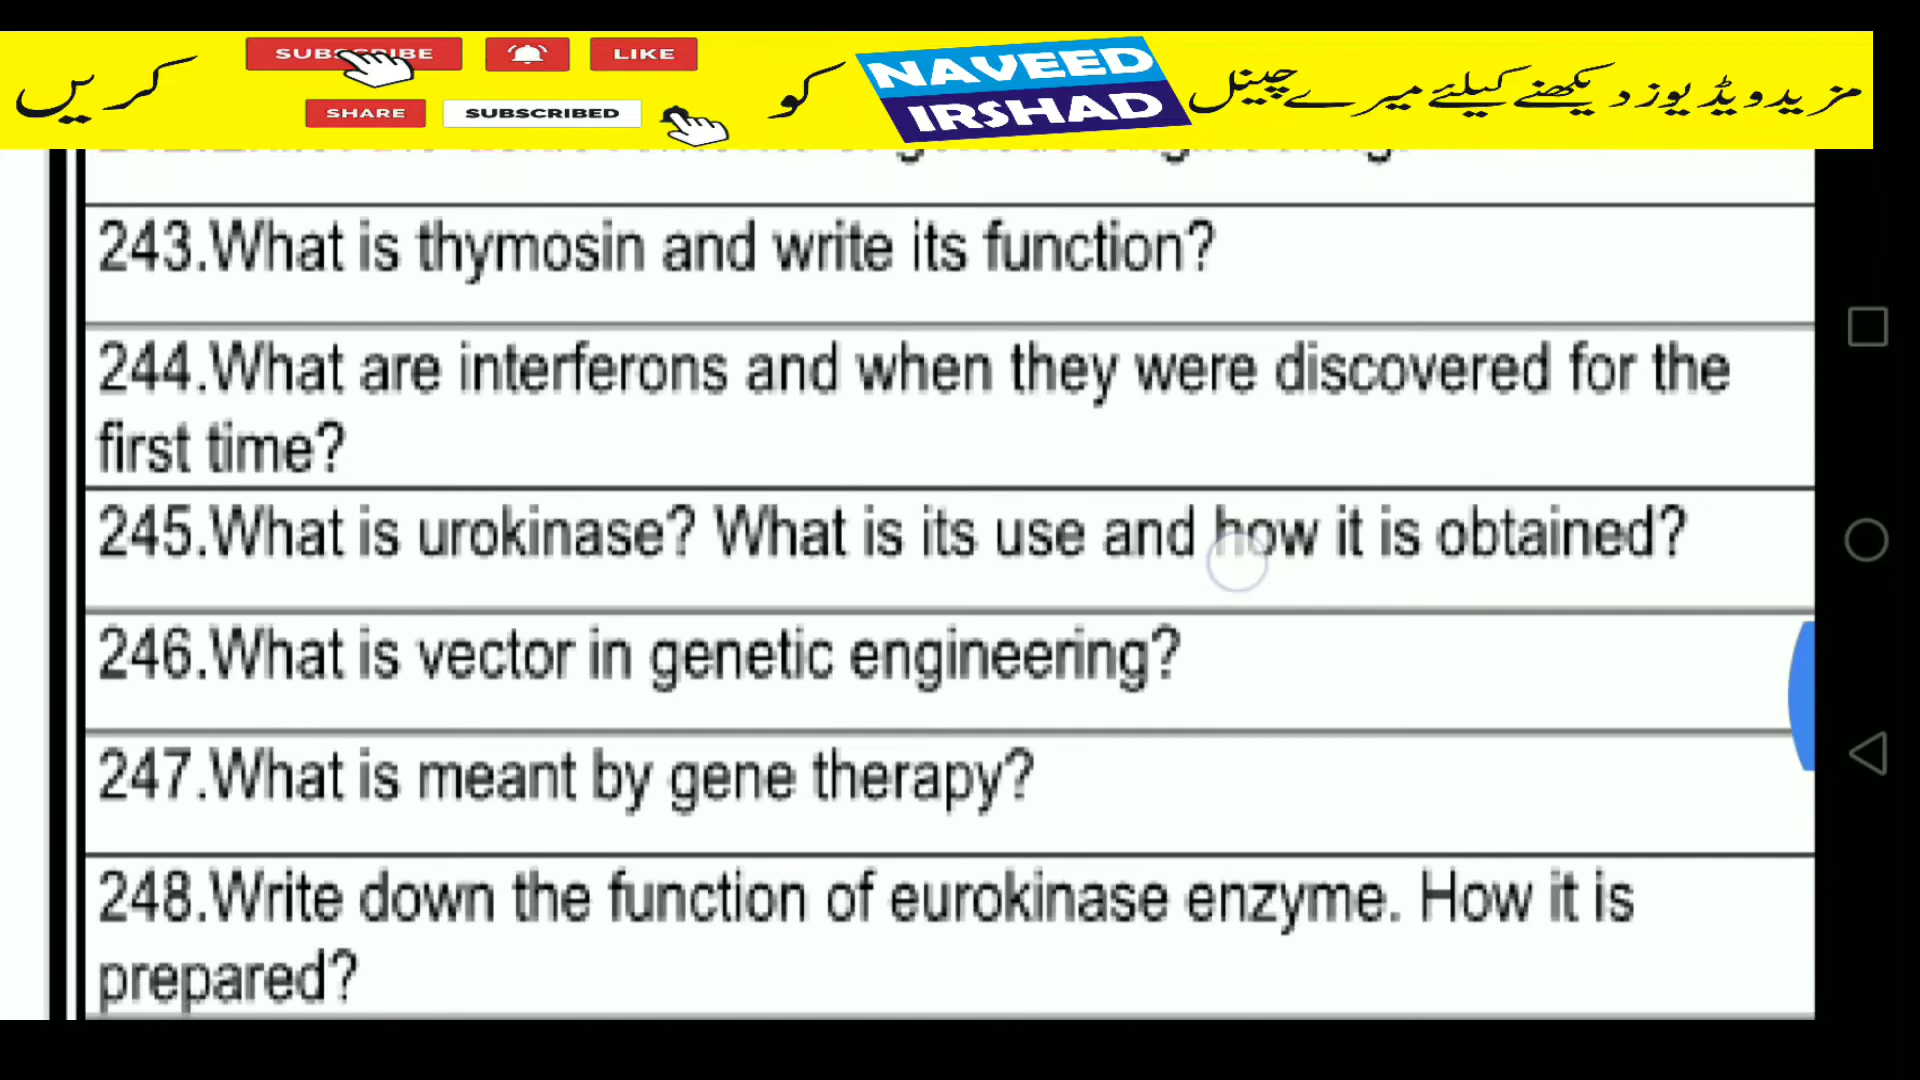 مزید ویڈیوز دیکھنے کیلئے میرے چینل NAVEED IRSHAD کو SUBSCRIBE LIKE SHARE SUBSCRIBED کریں
243.What is thymosin and write its function?
244.What are interferons and when they were discovered for the
first time?
245.What is urokinase? What is its use and how it is obtained?
246.What is vector in genetic engineering?
247.What is meant by gene therapy?
248.Write down the function of eurokinase enzyme. How it is
prepared?